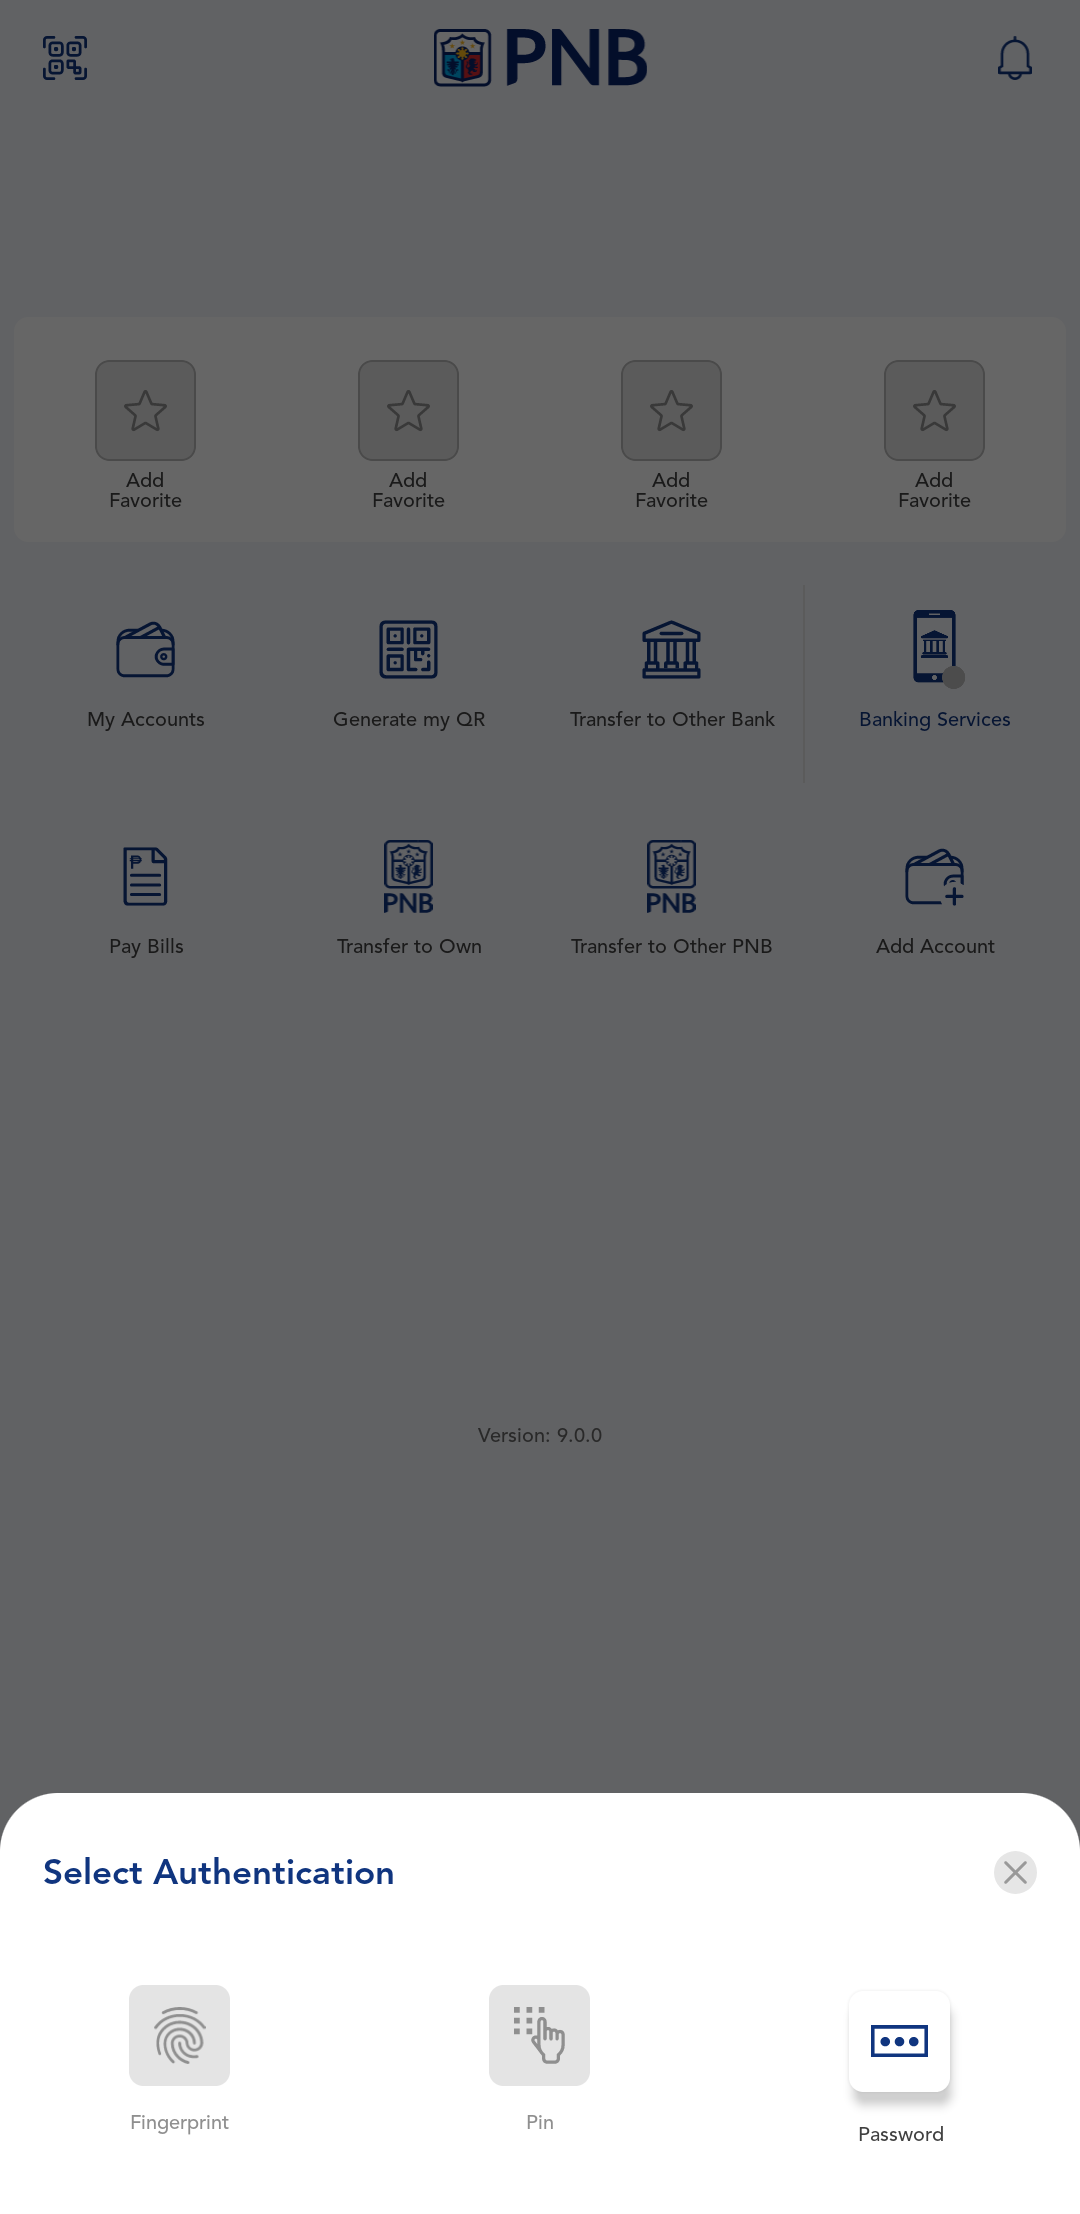 PNB
Add
Favorite
Add
Favorite
Add
Favorite
Add
Favorite
My Accounts
Generate my QR
Transfer to Other Bank
Banking Services
PNB
PNB
Pay Bills
Transfer to Own
Transfer to Other PNB
Add Account
Version: 9.0.0
Select Authentication
Fingerprint
Pin
Password